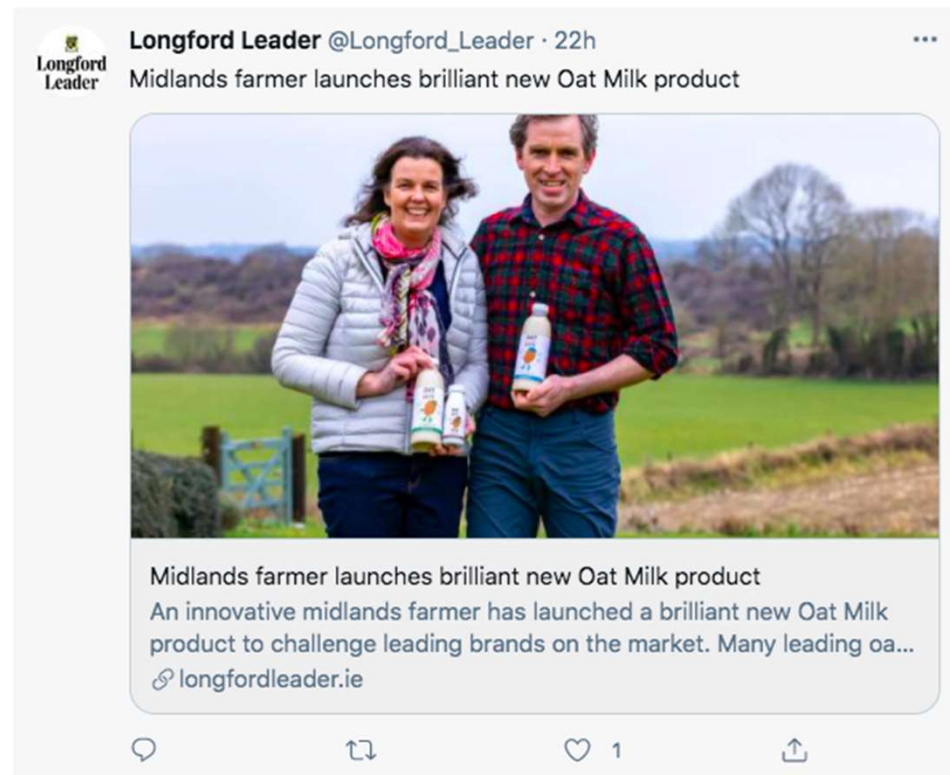 Longford Leader @Longford_Leader · 22h
Longford
Leader
Midlands farmer launches brilliant new Oat Milk product
OAT
OAT
Midlands farmer launches brilliant new Oat Milk product
An innovative midlands farmer has launched a brilliant new Oat Milk
product to challenge leading brands on the market. Many leading oa...
longfordleader.ie
1